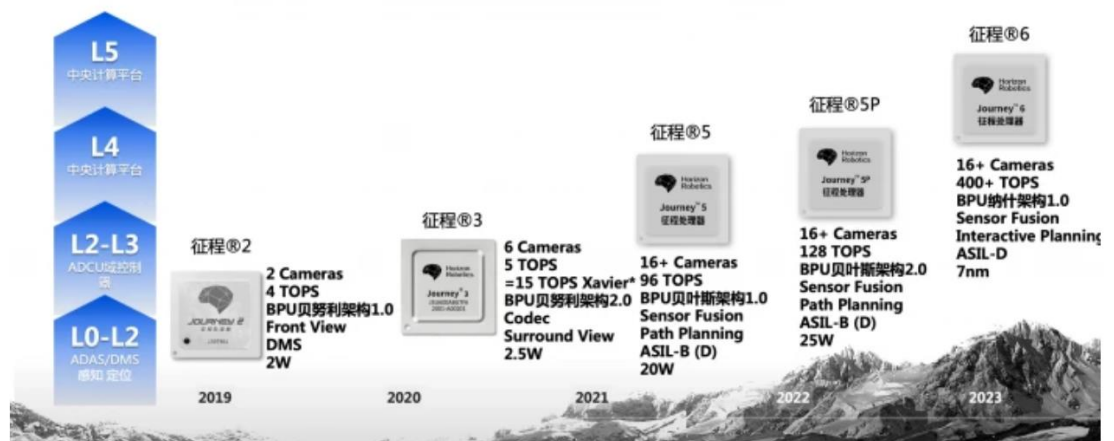 L5
中央计算平台
L4
中央计算平台
L2-L3
ADCU域控制
器
L0-L2
ADAS/DMS
感知 定位
征程®2
JOURNEY 2
2 Cameras
4 TOPS
BPU贝努利架构1.0
Front View
DMS
2W
2019
征程®3
Horizon
Robotics
Journey™3
6 Cameras
5 TOPS
=15 TOPS Xavier*
BPU贝努利架构2.0
Codec
Surround View
2.5W
2020
征程®5
Horizon
Robotics
Journey™5
征程处理器
16+ Cameras
96 TOPS
BPU贝叶斯架构1.0
Sensor Fusion
Path Planning
ASIL-B (D)
20W
2021
征程®5P
Horizon
Robotics
Journey™5P
征程处理器
16+ Cameras
128 TOPS
BPU贝叶斯架构2.0
Sensor Fusion
Path Planning
ASIL-B (D)
25W
2022
征程®6
Horizon
Robotics
Journey™6
征程处理器
16+ Cameras
400+ TOPS
BPU纳什架构1.0
Sensor Fusion
Interactive Planning
ASIL-D
7nm
2023